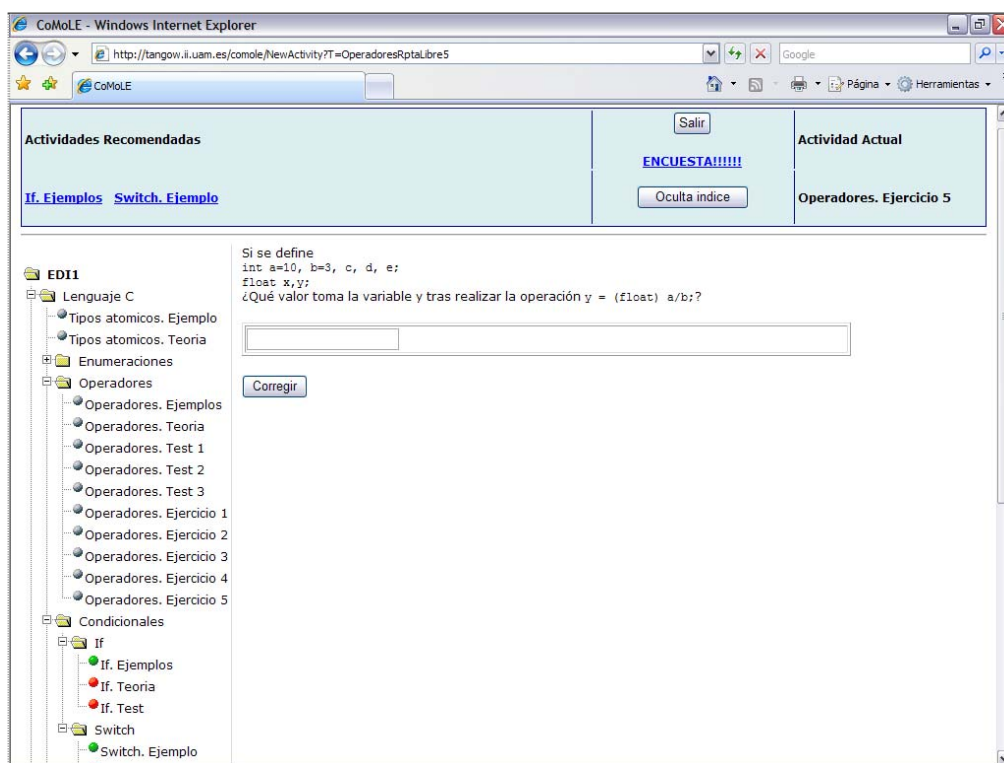 CoMoLE - Windows Internet Explorer
http://tangow.ii.uam.es/comole/NewActivity?T=OperadoresRptaLibre5
Google
CoMoLE
Página
Herramientas
Actividades Recomendadas
Salir
Actividad Actual
ENCUESTA!!!!!!
If. Ejemplos Switch. Ejemplo
Oculta indice
Operadores. Ejercicio 5
Si se define
int a=10, b=3, c, d, e;
float x,y;
¿Qué valor toma la variable y tras realizar la operación y = (float) a/b;?
Corregir
EDI1
Lenguaje C
Tipos atomicos. Ejemplo
Tipos atomicos. Teoria
Enumeraciones
Operadores
Operadores. Ejemplos
Operadores. Teoria
Operadores. Test 1
Operadores. Test 2
Operadores. Test 3
Operadores. Ejercicio 1
Operadores. Ejercicio 2
Operadores. Ejercicio 3
Operadores. Ejercicio 4
Operadores. Ejercicio 5
Condicionales
If
If. Ejemplos
If. Teoria
If. Test
Switch
Switch. Ejemplo